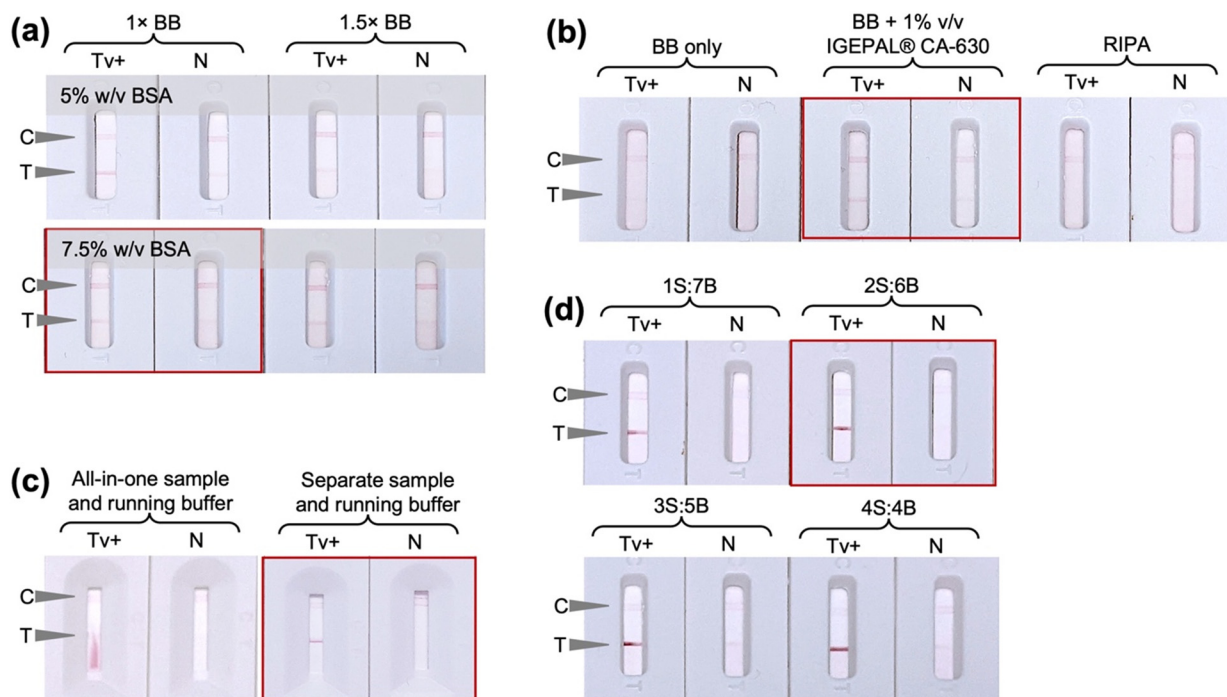 (a)
1× BB
1.5× BB
Tv+
N
Tv+
N
5% w/v BSA
C
T
7.5% w/v BSA
C
T
(b)
BB only
BB + 1% v/v
IGEPAL® CA-630
RIPA
Tv+
N
Tv+
N
Tv+
N
C
T
(c)
All-in-one sample
and running buffer
Separate sample
and running buffer
Tv+
N
Tv+
N
C
T
(d)
1S:7B
2S:6B
Tv+
N
Tv+
N
C
T
3S:5B
4S:4B
Tv+
N
Tv+
N
C
T